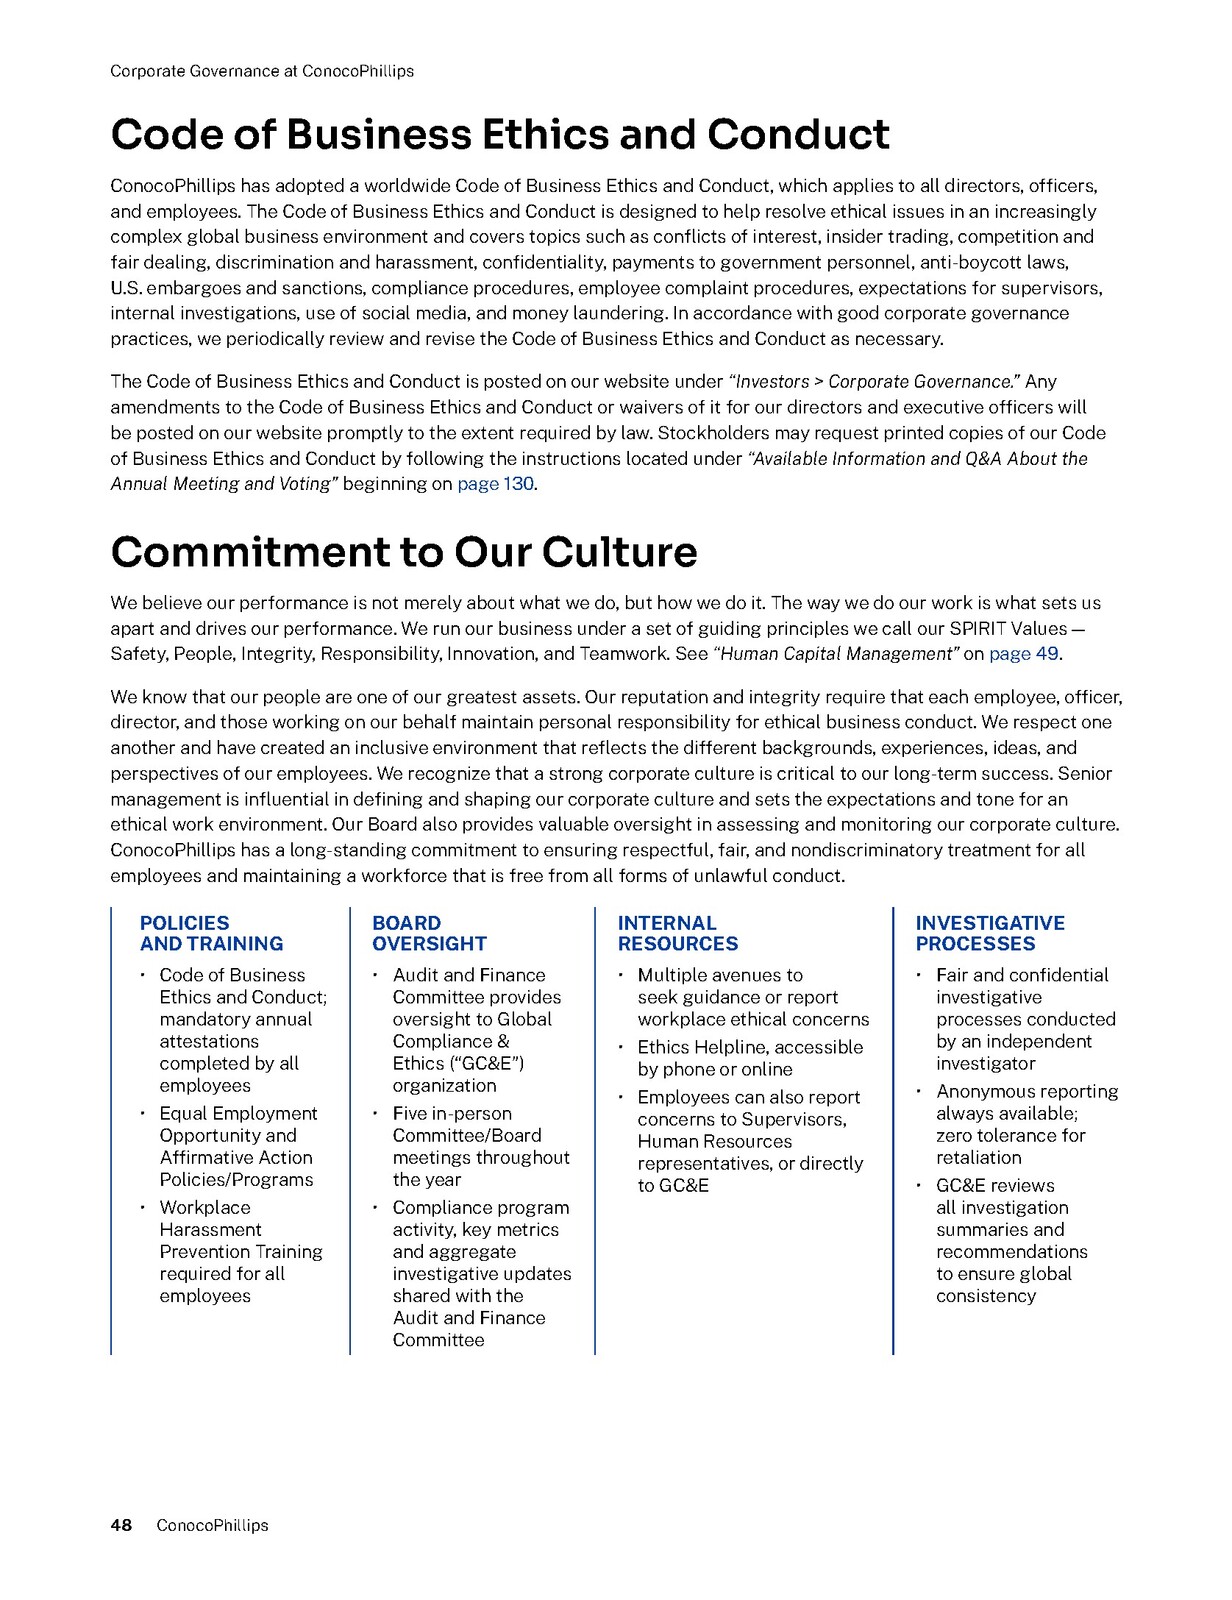 Corporate Governance at ConocoPhillips
Code of Business Ethics and Conduct
ConocoPhillips has adopted a worldwide Code of Business Ethics and Conduct, which applies to all directors, officers,
and employees. The Code of Business Ethics and Conduct is designed to help resolve ethical issues in an increasingly
complex global business environment and covers topics such as conflicts of interest, insider trading, competition and
fair dealing, discrimination and harassment, confidentiality, payments to government personnel, anti-boycott laws,
U.S. embargoes and sanctions, compliance procedures, employee complaint procedures, expectations for supervisors,
internal investigations, use of social media, and money laundering. In accordance with good corporate governance
practices, we periodically review and revise the Code of Business Ethics and Conduct as necessary.
The Code of Business Ethics and Conduct is posted on our website under “Investors > Corporate Governance.” Any
amendments to the Code of Business Ethics and Conduct or waivers of it for our directors and executive officers will
be posted on our website promptly to the extent required by law. Stockholders may request printed copies of our Code
of Business Ethics and Conduct by following the instructions located under “Available Information and Q&A About the
Annual Meeting and Voting” beginning on page 130.
Commitment to Our Culture
We believe our performance is not merely about what we do, but how we do it. The way we do our work is what sets us
apart and drives our performance. We run our business under a set of guiding principles we call our SPIRIT Values —
Safety, People, Integrity, Responsibility, Innovation, and Teamwork. See “Human Capital Management” on page 49.
We know that our people are one of our greatest assets. Our reputation and integrity require that each employee, officer,
director, and those working on our behalf maintain personal responsibility for ethical business conduct. We respect one
another and have created an inclusive environment that reflects the different backgrounds, experiences, ideas, and
perspectives of our employees. We recognize that a strong corporate culture is critical to our long-term success. Senior
management is influential in defining and shaping our corporate culture and sets the expectations and tone for an
ethical work environment. Our Board also provides valuable oversight in assessing and monitoring our corporate culture.
ConocoPhillips has a long-standing commitment to ensuring respectful, fair, and nondiscriminatory treatment for all
employees and maintaining a workforce that is free from all forms of unlawful conduct.
POLICIES
AND TRAINING
• Code of Business
Ethics and Conduct;
mandatory annual
attestations
completed by all
employees
• Equal Employment
Opportunity and
Affirmative Action
Policies/Programs
• Workplace
Harassment
Prevention Training
required for all
employees
BOARD
OVERSIGHT
• Audit and Finance
Committee provides
oversight to Global
Compliance &
Ethics (“GC&E”)
organization
• Five in-person
Committee/Board
meetings throughout
the year
• Compliance program
activity, key metrics
and aggregate
investigative updates
shared with the
Audit and Finance
Committee
INTERNAL
RESOURCES
• Multiple avenues to
seek guidance or report
workplace ethical concerns
• Ethics Helpline, accessible
by phone or online
• Employees can also report
concerns to Supervisors,
Human Resources
representatives, or directly
to GC&E
INVESTIGATIVE
PROCESSES
• Fair and confidential
investigative
processes conducted
by an independent
investigator
• Anonymous reporting
always available;
zero tolerance for
retaliation
• GC&E reviews
all investigation
summaries and
recommendations
to ensure global
consistency
48 ConocoPhillips